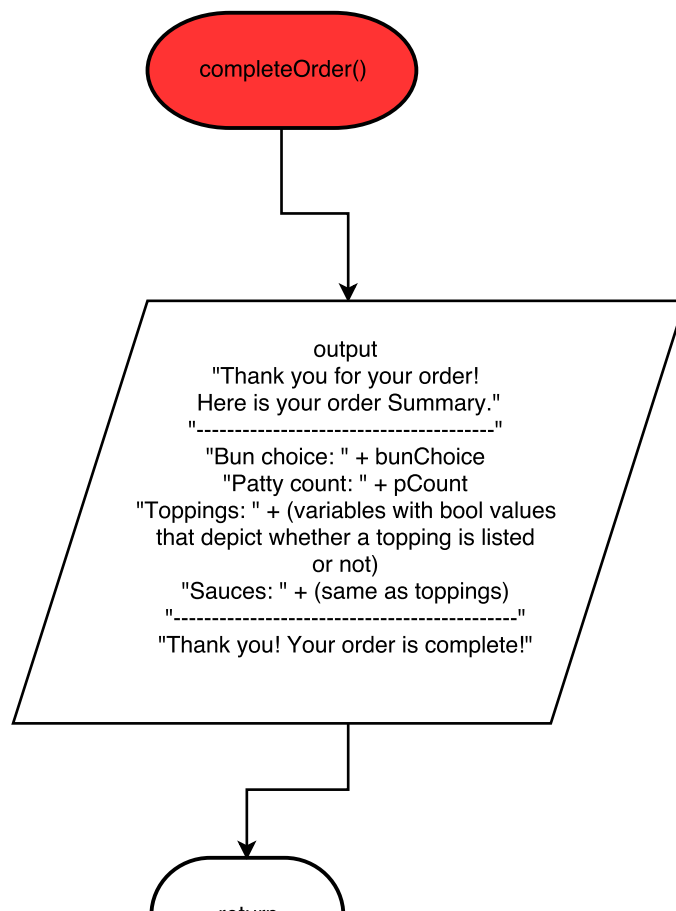 completeOrder()
output
"Thank you for your order!
Here is your order Summary."
"---------------------------------------"
"Bun choice: " + bunChoice
"Patty count: " + pCount
"Toppings: " + (variables with bool values
that depict whether a topping is listed
or not)
"Sauces: " + (same as toppings)
"---------------------------------------------"
"Thank you! Your order is complete!"
return